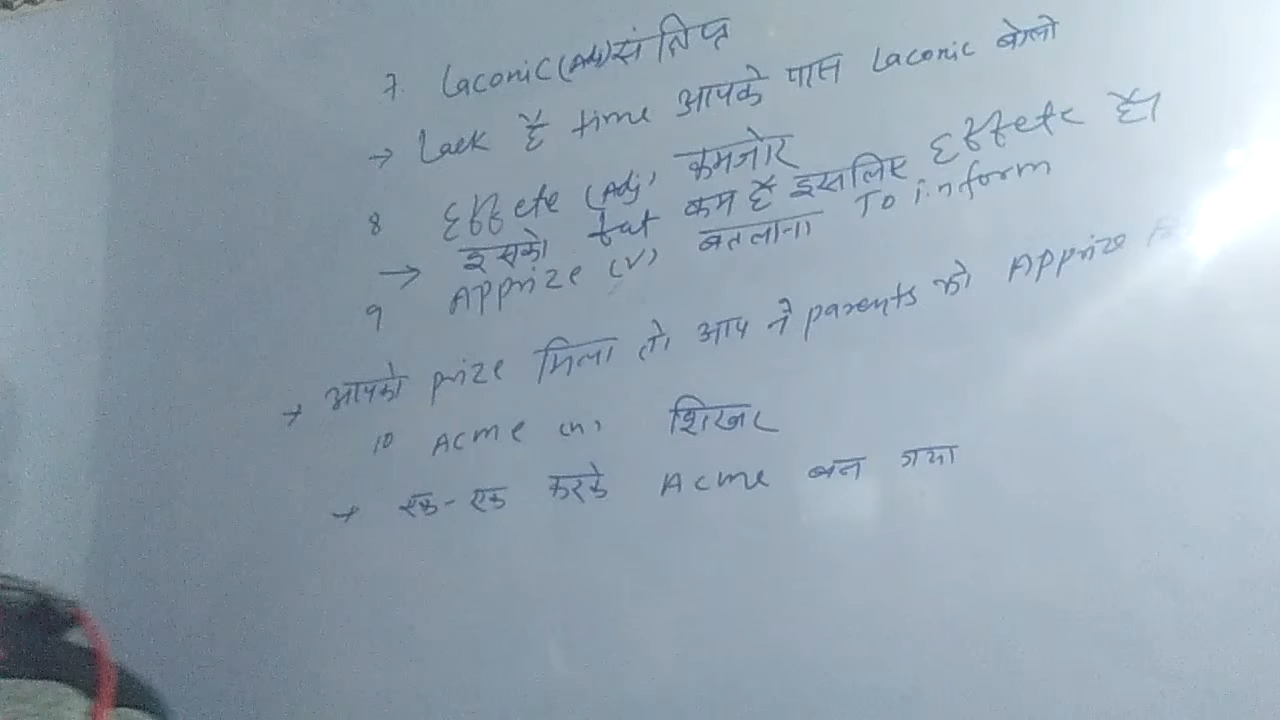 7. Laconic (Adj) संक्षिप्त
→ Lack है time आपके पास Laconic बोलो
8 Effete (Adj) कमजोर
→ इसको fat कम है इसलिए Effete है।
9 Apprize (V) बतलाना To inform
→ आपको prize मिला तो आप ने parents को Apprize
10 Acme (n) शिखर
→ एक-एक करके Acme बन गया